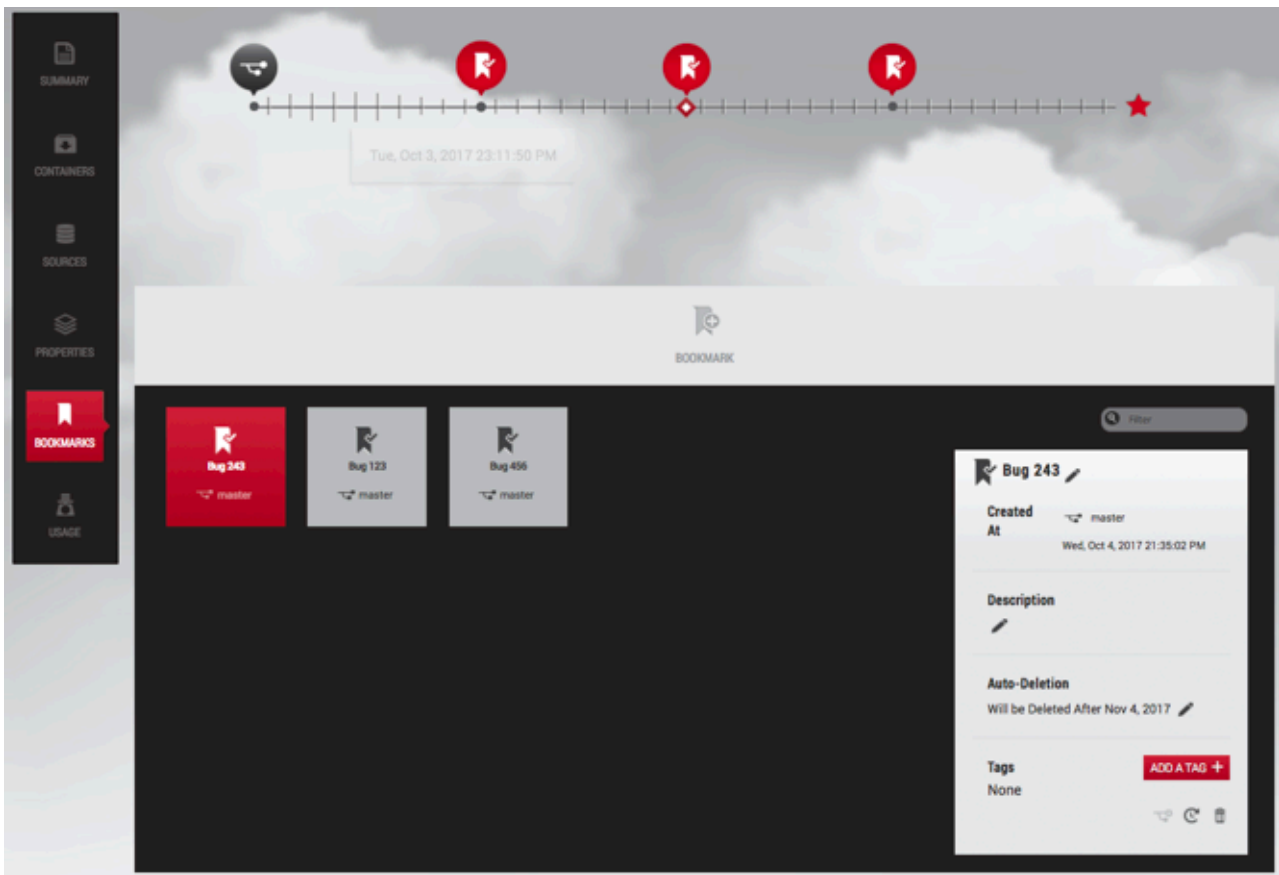 SUMMARY
CONTAINERS
SOURCES
PROPERTIES
BOOKMARKS
USAGE
Tue, Oct 3, 2017 23:11:50 PM
BOOKMARK
Bug 243
master
Bug 123
master
Bug 456
master
Filter
Bug 243
Created At
master
Wed, Oct 4, 2017 21:35:02 PM
Description
Auto-Deletion
Will be Deleted After Nov 4, 2017
Tags
ADD A TAG +
None